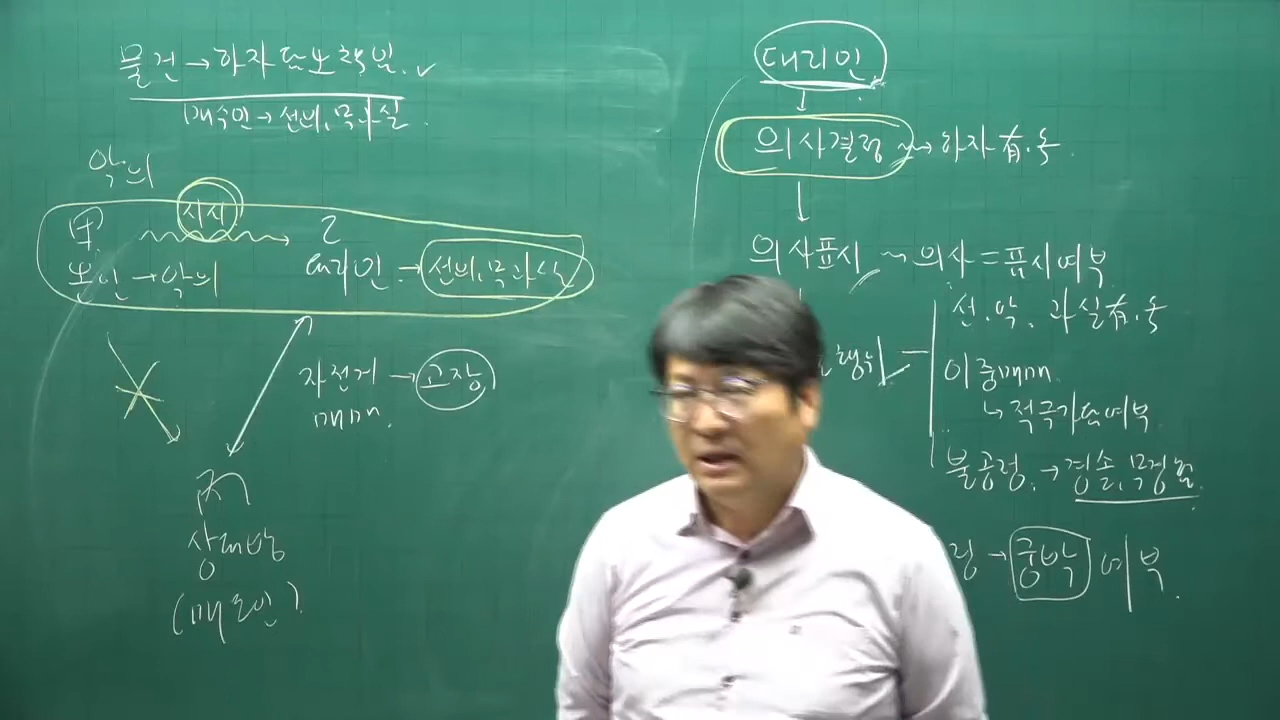 물건→하자담보책임.✓
매수인→선의, 무과실
악의
甲 시시 乙
본인→악의 대리인→선의, 무과실
자전거→고장
매매.
丙
상대방
(매도인)
대리인
↓
의사결정→하자有·無
↓
의사표시~의사=표시여부
선·악, 과실有·無
이중매매
↳적극가담여부
불공정→경솔, 무경험
→궁박 여부.